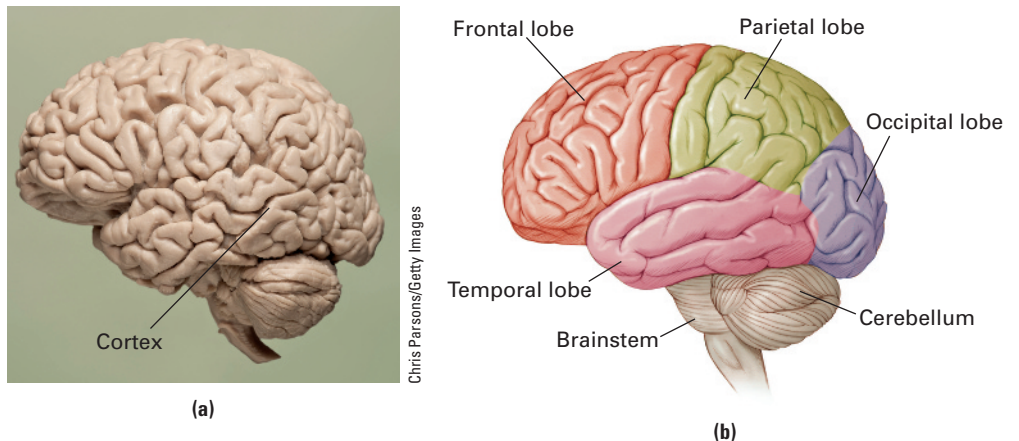 Cortex
Chris Parsons/Getty Images
(a)
Frontal lobe
Parietal lobe
Occipital lobe
Temporal lobe
Brainstem
Cerebellum
(b)